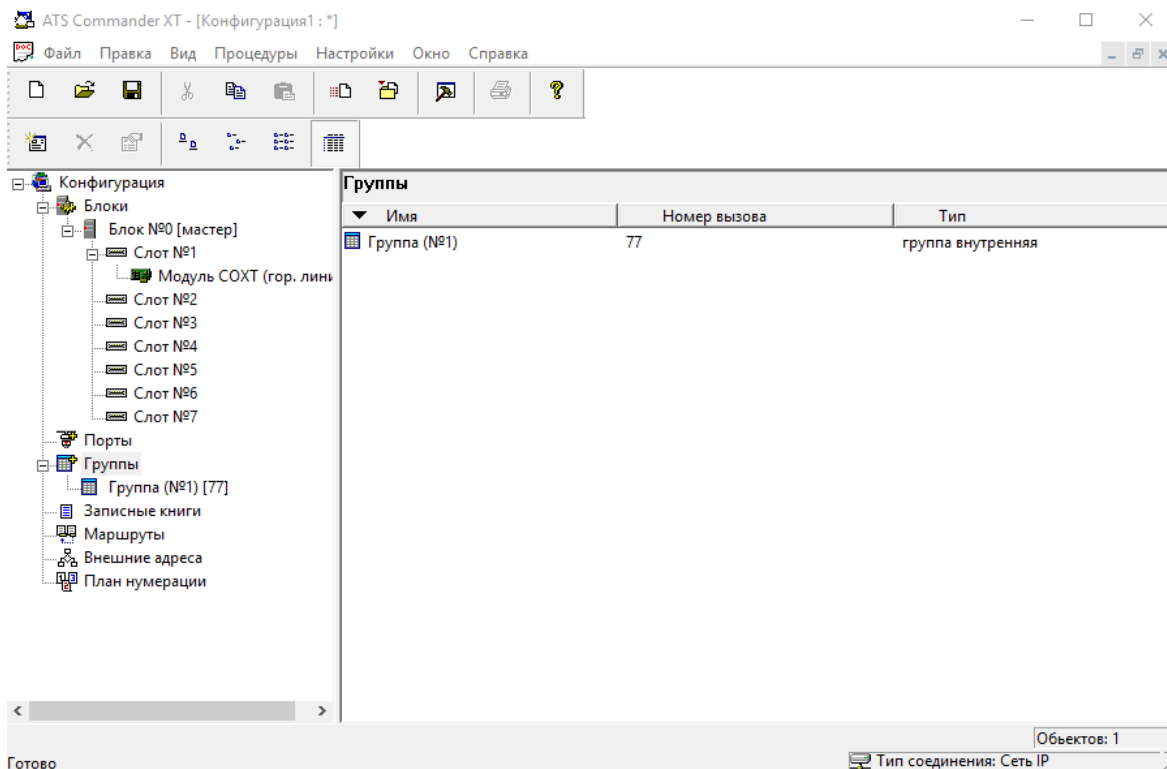 ATS Commander XT - [Конфигурация1 : *]
Файл Правка Вид Процедуры Настройки Окно Справка
Конфигурация
Блоки
Блок №0 [мастер]
Слот №1
Модуль COXT (гор. лини
Слот №2
Слот №3
Слот №4
Слот №5
Слот №6
Слот №7
Порты
Группы
Группа (№1) [77]
Записные книги
Маршруты
Внешние адреса
План нумерации
Группы
Имя Номер вызова Тип
Группа (№1) 77 группа внутренняя
Обьектов: 1
Готово Тип соединения: Сеть IP